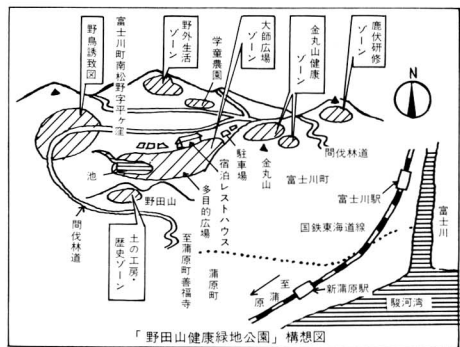 野鳥誘致図
富士川町南松野字平ヶ窪
野外生活ゾーン
学童農園
大師広場ゾーン
金丸山健康ゾーン
鹿伏研修ゾーン
N
間伐林道
富士川町
富士川駅
富士川
国鉄東海道線
駐車場
金丸山
宿泊レストハウス
多目的広場
池
野田山
間伐林道
土の工房・歴史ゾーン
至蒲原町善福寺
蒲原町
至蒲原
新蒲原駅
駿河湾
「野田山健康緑地公園」構想図